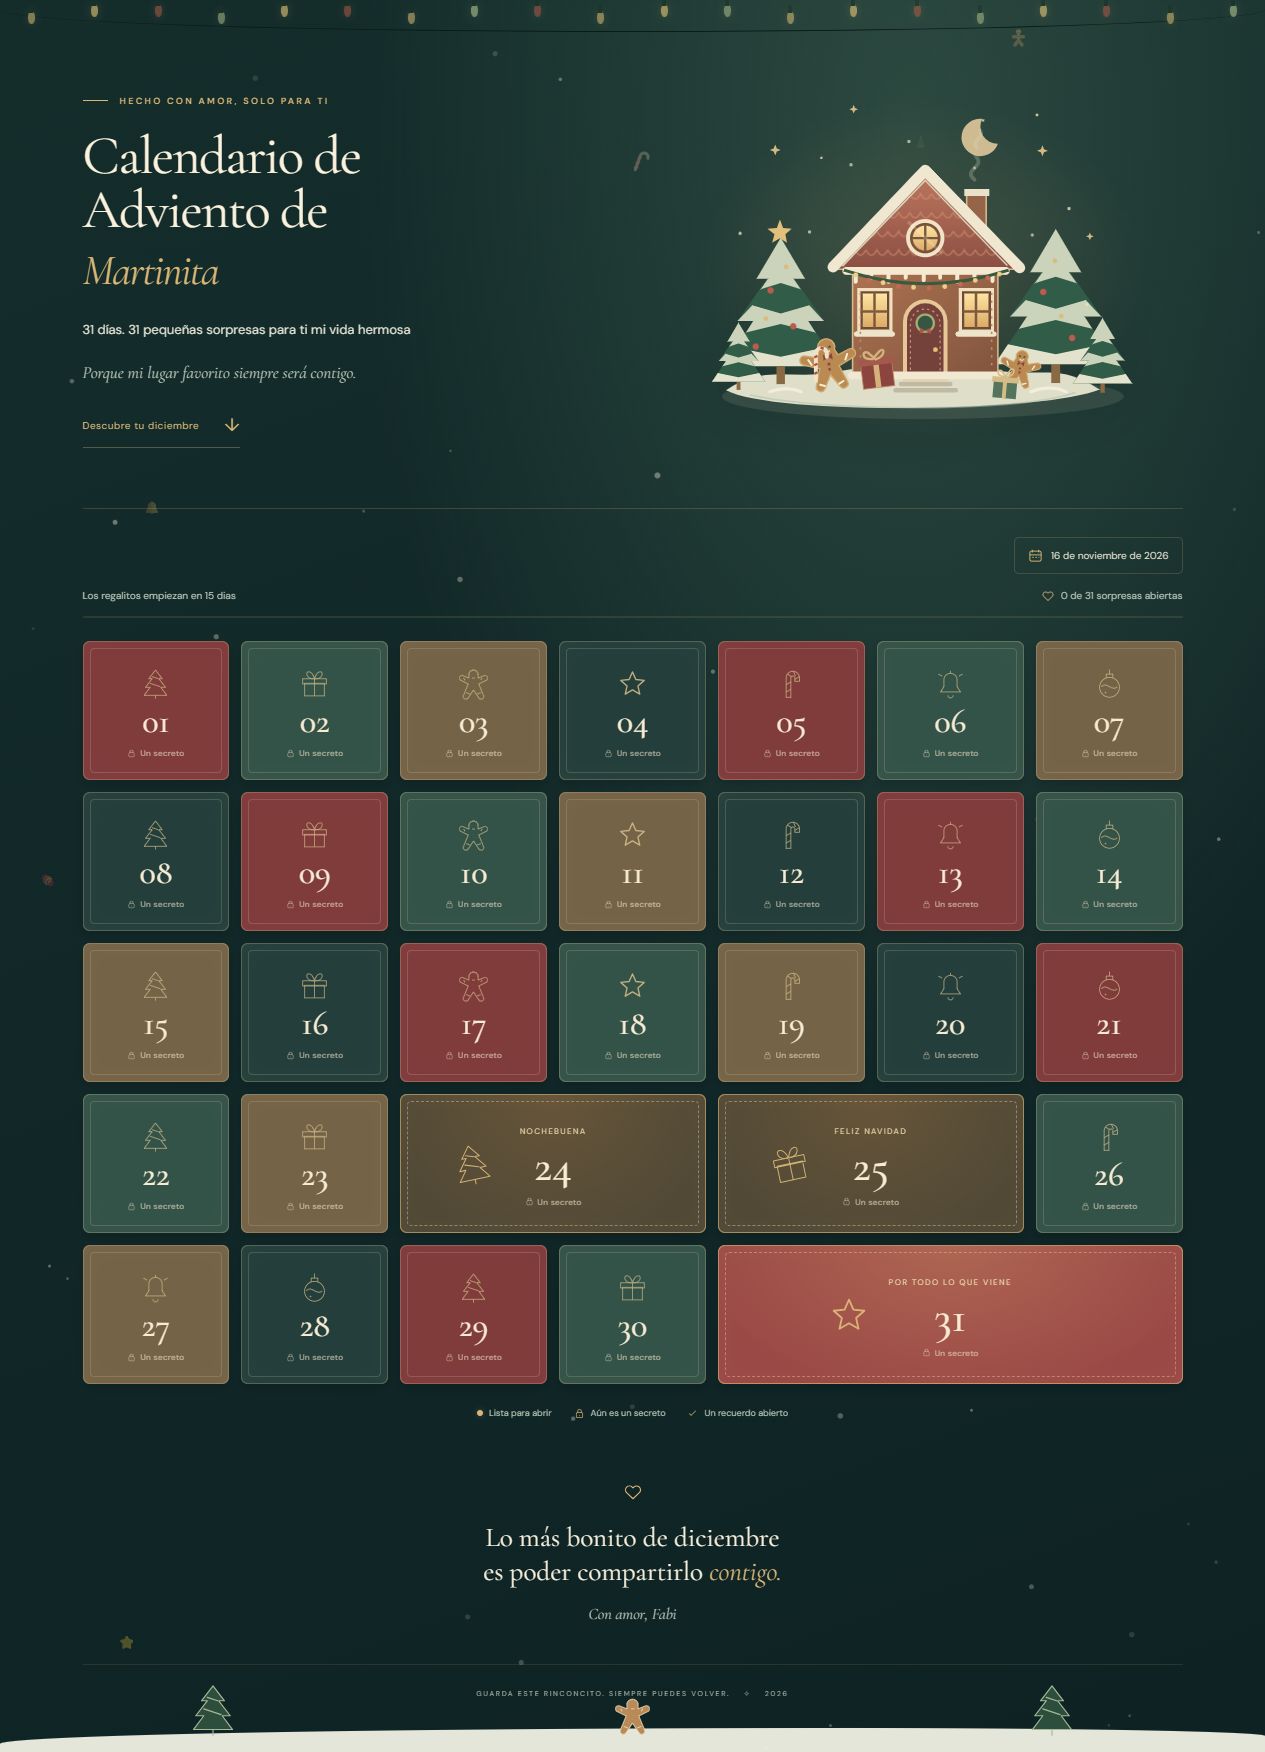 HECHO CON AMOR, SOLO PARA TI
Calendario de
Adviento de
Martinita
31 días. 31 pequeñas sorpresas para ti mi vida hermosa
Porque mi lugar favorito siempre será contigo.
Descubre tu diciembre
16 de noviembre de 2026
Los regalitos empiezan en 15 días
0 de 31 sorpresas abiertas
01
Un secreto
02
Un secreto
03
Un secreto
04
Un secreto
05
Un secreto
06
Un secreto
07
Un secreto
08
Un secreto
09
Un secreto
10
Un secreto
11
Un secreto
12
Un secreto
13
Un secreto
14
Un secreto
15
Un secreto
16
Un secreto
17
Un secreto
18
Un secreto
19
Un secreto
20
Un secreto
21
Un secreto
22
Un secreto
23
Un secreto
NOCHEBUENA
24
Un secreto
FELIZ NAVIDAD
25
Un secreto
26
Un secreto
27
Un secreto
28
Un secreto
29
Un secreto
30
Un secreto
POR TODO LO QUE VIENE
31
Un secreto
Lista para abrir
Aún es un secreto
Un recuerdo abierto
Lo más bonito de diciembre
es poder compartirlo contigo.
Con amor, Fabi
GUARDA ESTE RINCONCITO. SIEMPRE PUEDES VOLVER. ✧ 2026